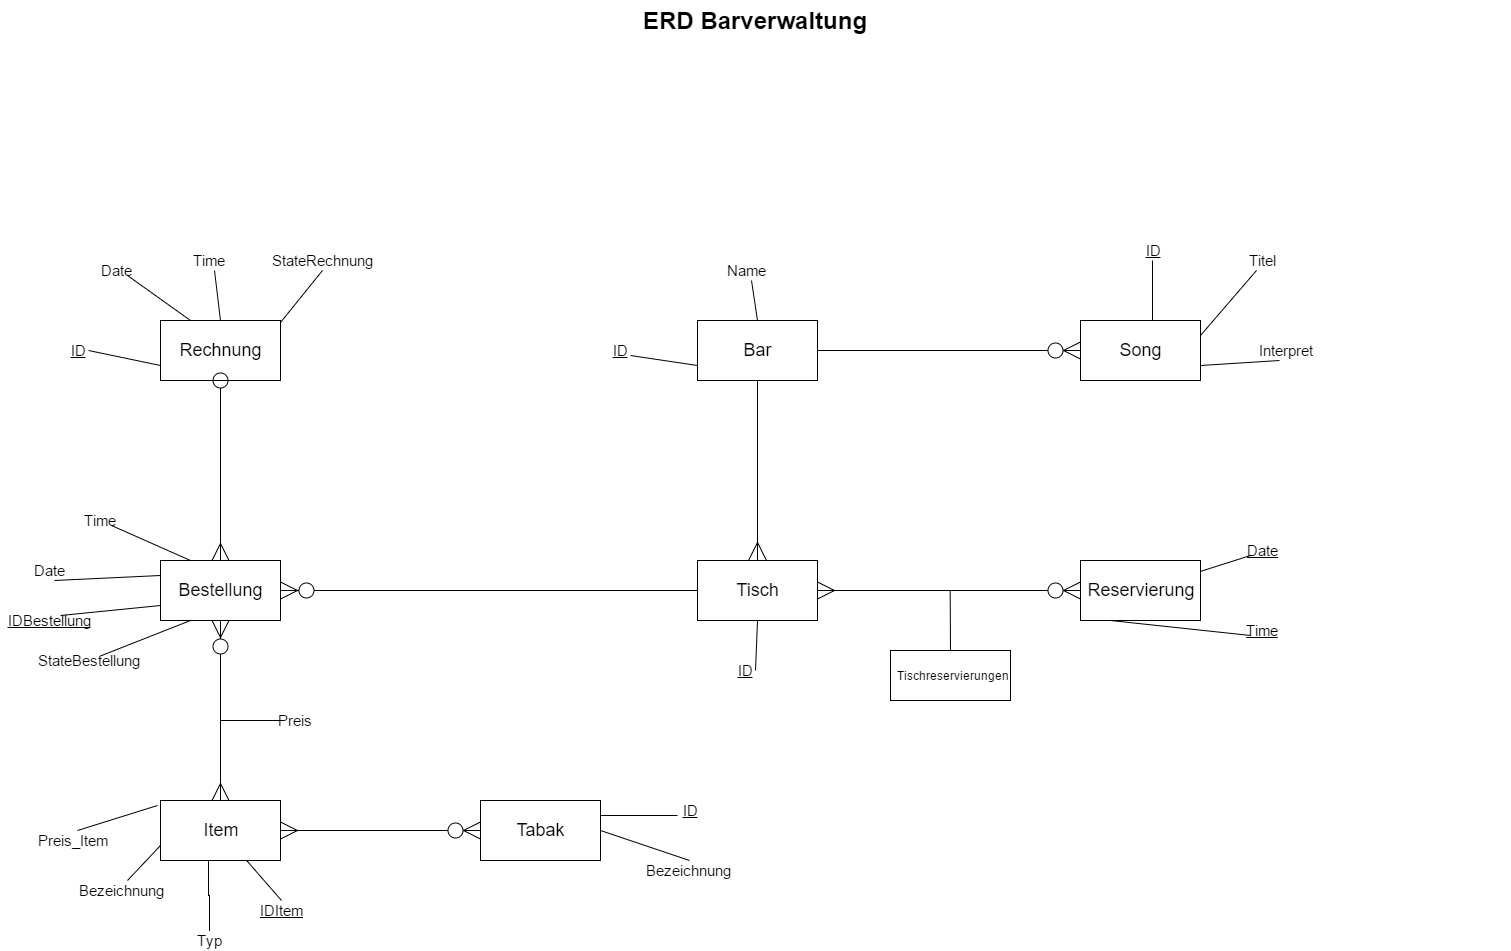 ERD Barverwaltung
Date
Time
StateRechnung
ID
Rechnung
Name
ID
Bar
ID
Titel
Interpret
Song
Time
Date
IDBestellung
StateBestellung
Bestellung
Tisch
ID
Reservierung
Date
Time
Tischreservierungen
Preis
Item
Preis_Item
Bezeichnung
IDItem
Typ
Tabak
ID
Bezeichnung